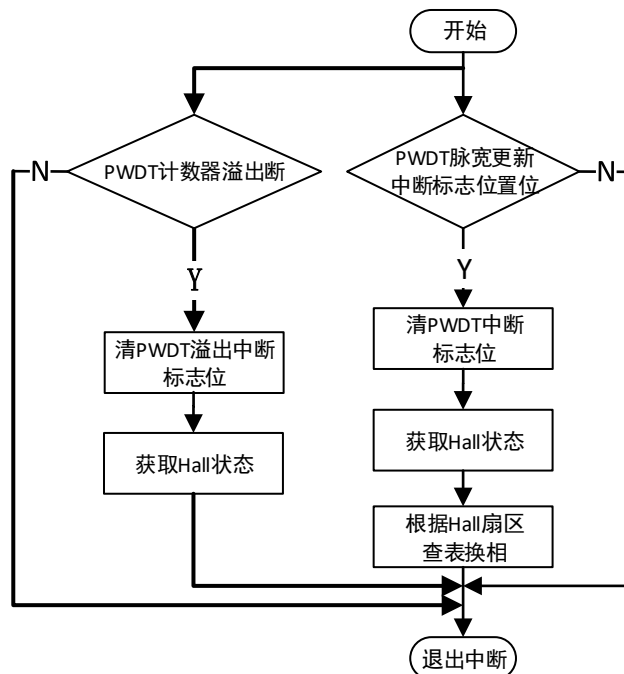 开始
PWDT计数器溢出断
N
PWDT脉宽更新
中断标志位置位
N
Y
Y
清PWDT溢出中断
标志位
清PWDT中断
标志位
获取Hall状态
获取Hall状态
根据Hall扇区
查表换相
退出中断